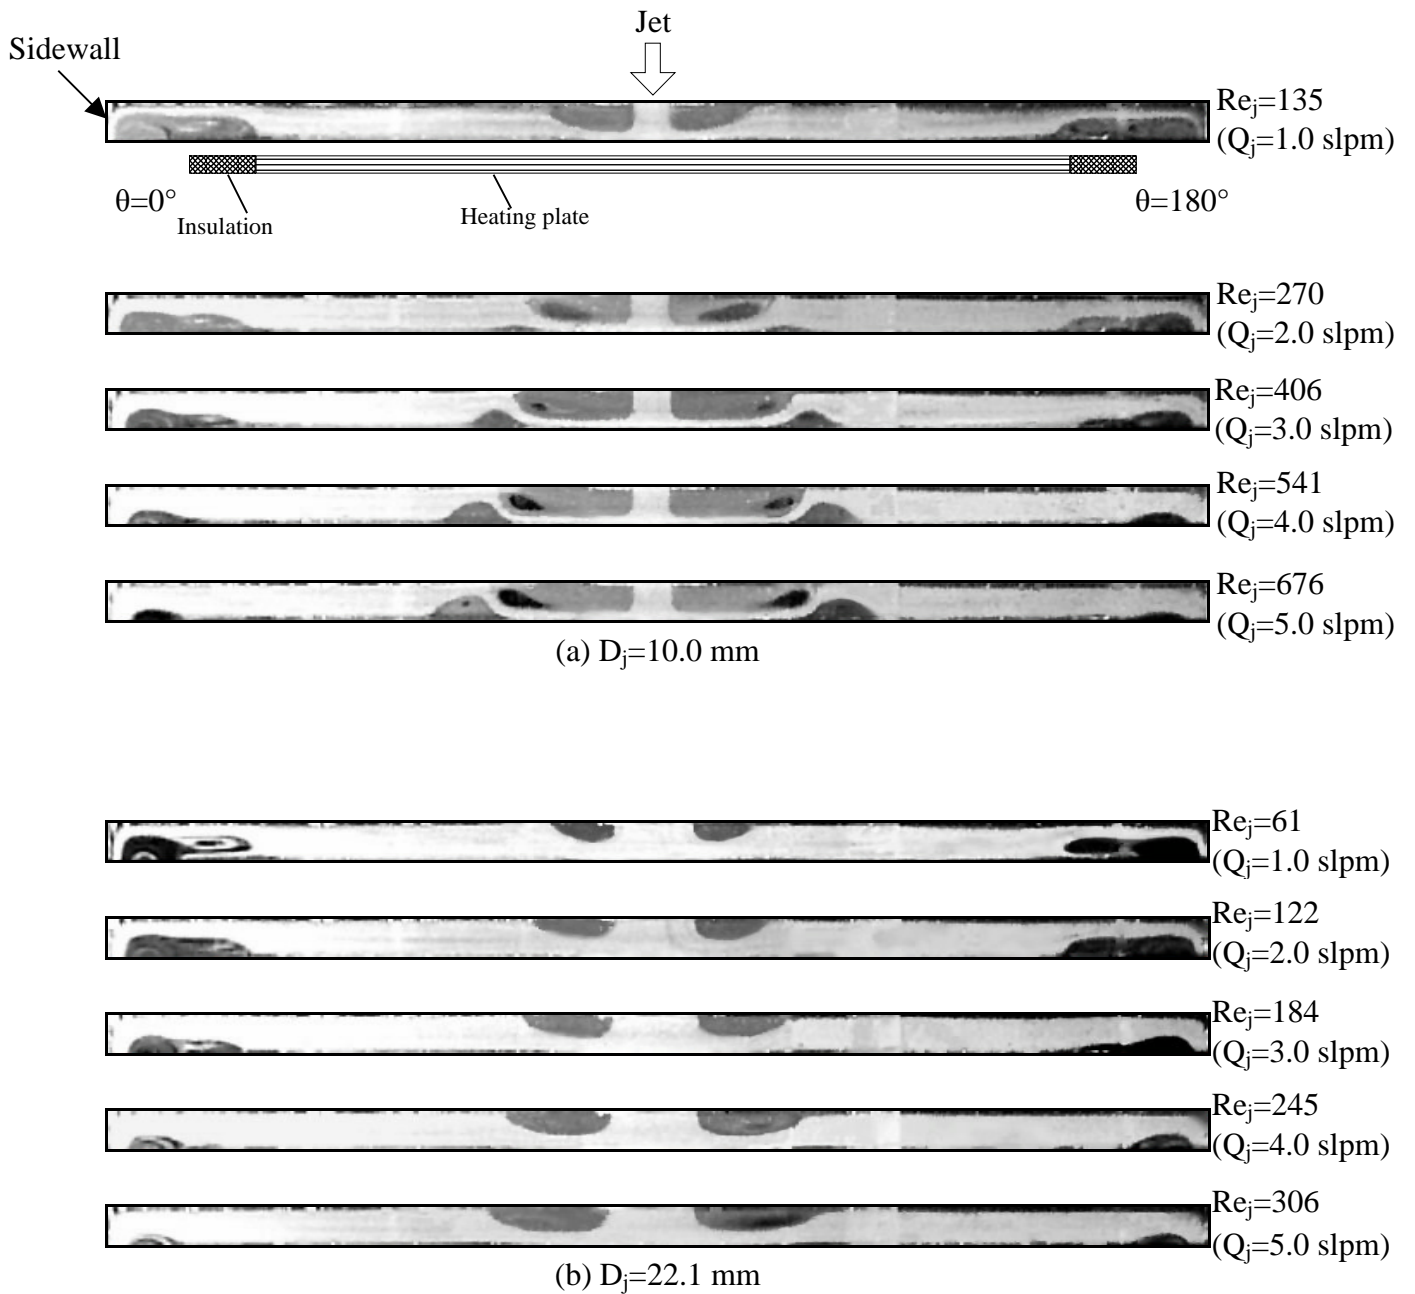 Jet
Sidewall
Re_j=135
(Q_j=1.0 slpm)
θ=0°
θ=180°
Insulation
Heating plate
Re_j=270
(Q_j=2.0 slpm)
Re_j=406
(Q_j=3.0 slpm)
Re_j=541
(Q_j=4.0 slpm)
Re_j=676
(Q_j=5.0 slpm)
(a) D_j=10.0 mm
Re_j=61
(Q_j=1.0 slpm)
Re_j=122
(Q_j=2.0 slpm)
Re_j=184
(Q_j=3.0 slpm)
Re_j=245
(Q_j=4.0 slpm)
Re_j=306
(Q_j=5.0 slpm)
(b) D_j=22.1 mm